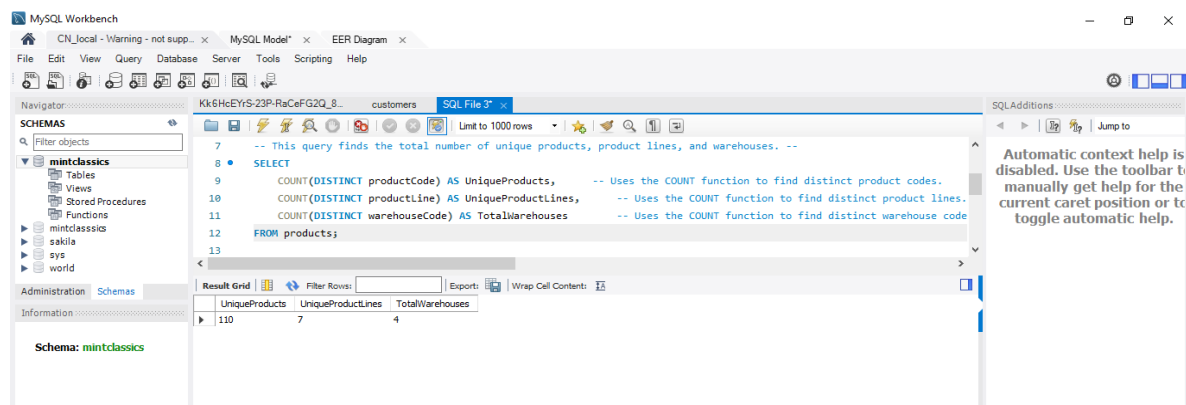 MySQL Workbench
CN_local - Warning - not supp... × MySQL Model* × EER Diagram ×
File Edit View Query Database Server Tools Scripting Help
Navigator
Kk6HcEYrS-23P-RaCeFG2Q_8... customers SQL File 3* ×
SQLAdditions
SCHEMAS
Limit to 1000 rows
Jump to
Filter objects
mintclassics
Tables
Views
Stored Procedures
Functions
mintclasssics
sakila
sys
world
Administration Schemas
Information
Schema: mintclassics
7 -- This query finds the total number of unique products, product lines, and warehouses. --
8 SELECT
9 COUNT(DISTINCT productCode) AS UniqueProducts, -- Uses the COUNT function to find distinct product codes.
10 COUNT(DISTINCT productLine) AS UniqueProductLines, -- Uses the COUNT function to find distinct product lines.
11 COUNT(DISTINCT warehouseCode) AS TotalWarehouses -- Uses the COUNT function to find distinct warehouse code
12 FROM products;
13
Result Grid Filter Rows: Export: Wrap Cell Content:
UniqueProducts UniqueProductLines TotalWarehouses
110 7 4
Automatic context help is
disabled. Use the toolbar to
manually get help for the
current caret position or to
toggle automatic help.